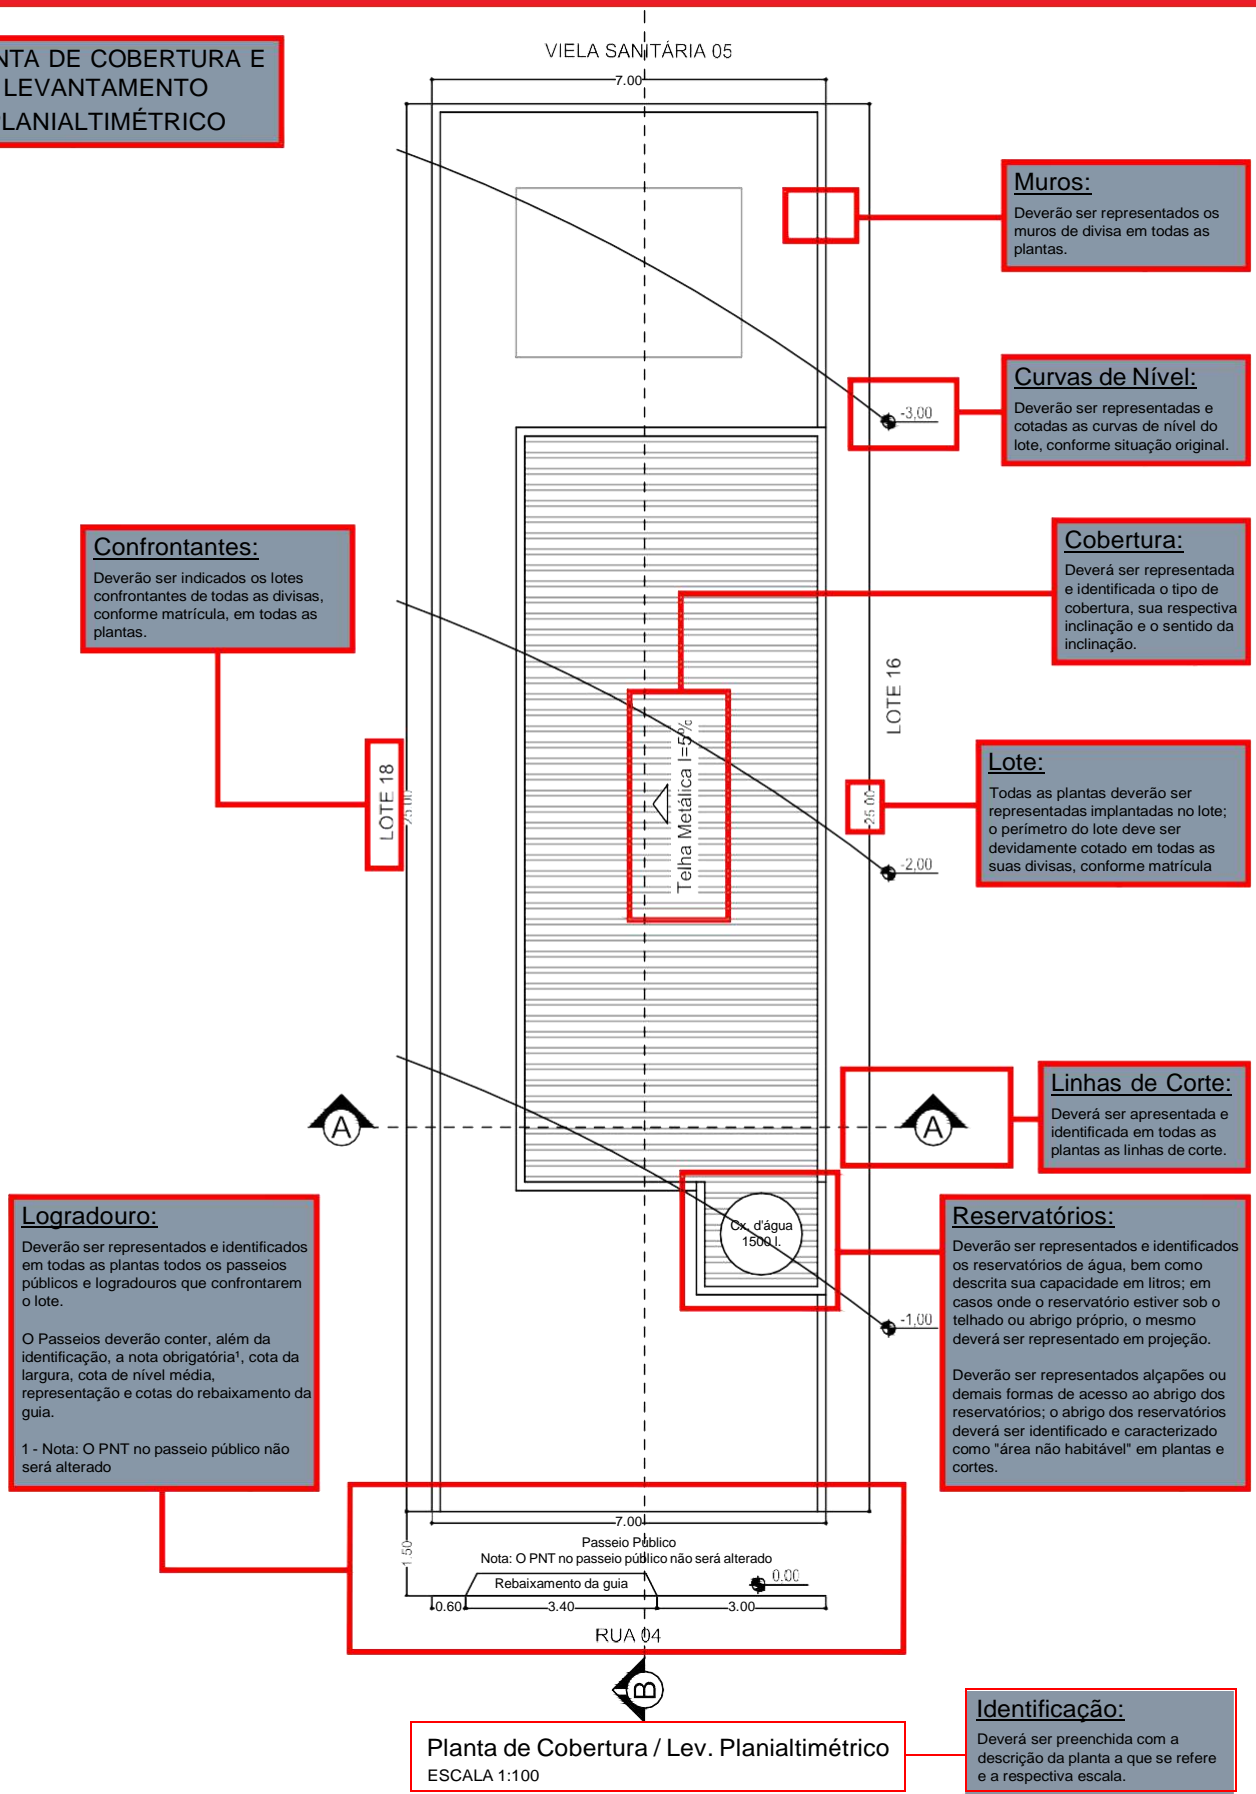 NTA DE COBERTURA E
LEVANTAMENTO
LANIALTIMÉTRICO
VIELA SANITÁRIA 05
7.00
Muros:
Deverão ser representados os
muros de divisa em todas as
plantas.
Curvas de Nível:
Deverão ser representadas e
cotadas as curvas de nível do
lote, conforme situação original.
-3,00
Confrontantes:
Deverão ser indicados os lotes
confrontantes de todas as divisas,
conforme matrícula, em todas as
plantas.
Cobertura:
Deverá ser representada
e identificada o tipo de
cobertura, sua respectiva
inclinação e o sentido da
inclinação.
LOTE 16
LOTE 18
25.00
Telha Metálica I=5%
25.00
Lote:
Todas as plantas deverão ser
representadas implantadas no lote;
o perímetro do lote deve ser
devidamente cotado em todas as
suas divisas, conforme matrícula
-2,00
A
A
Linhas de Corte:
Deverá ser apresentada e
identificada em todas as
plantas as linhas de corte.
Cx. d'água
1500 l.
Logradouro:
Deverão ser representados e identificados
em todas as plantas todos os passeios
públicos e logradouros que confrontarem
o lote.
O Passeios deverão conter, além da
identificação, a nota obrigatória¹, cota da
largura, cota de nível média,
representação e cotas do rebaixamento da
guia.
1 - Nota: O PNT no passeio público não
será alterado
Reservatórios:
Deverão ser representados e identificados
os reservatórios de água, bem como
descrita sua capacidade em litros; em
casos onde o reservatório estiver sob o
telhado ou abrigo próprio, o mesmo
deverá ser representado em projeção.
Deverão ser representados alçapões ou
demais formas de acesso ao abrigo dos
reservatórios; o abrigo dos reservatórios
deverá ser identificado e caracterizado
como "área não habitável" em plantas e
cortes.
-1,00
7.00
1.50
Passeio Público
Nota: O PNT no passeio público não será alterado
Rebaixamento da guia
0.00
0.60
3.40
3.00
RUA 04
B
Planta de Cobertura / Lev. Planialtimétrico
ESCALA 1:100
Identificação:
Deverá ser preenchida com a
descrição da planta a que se refere
e a respectiva escala.